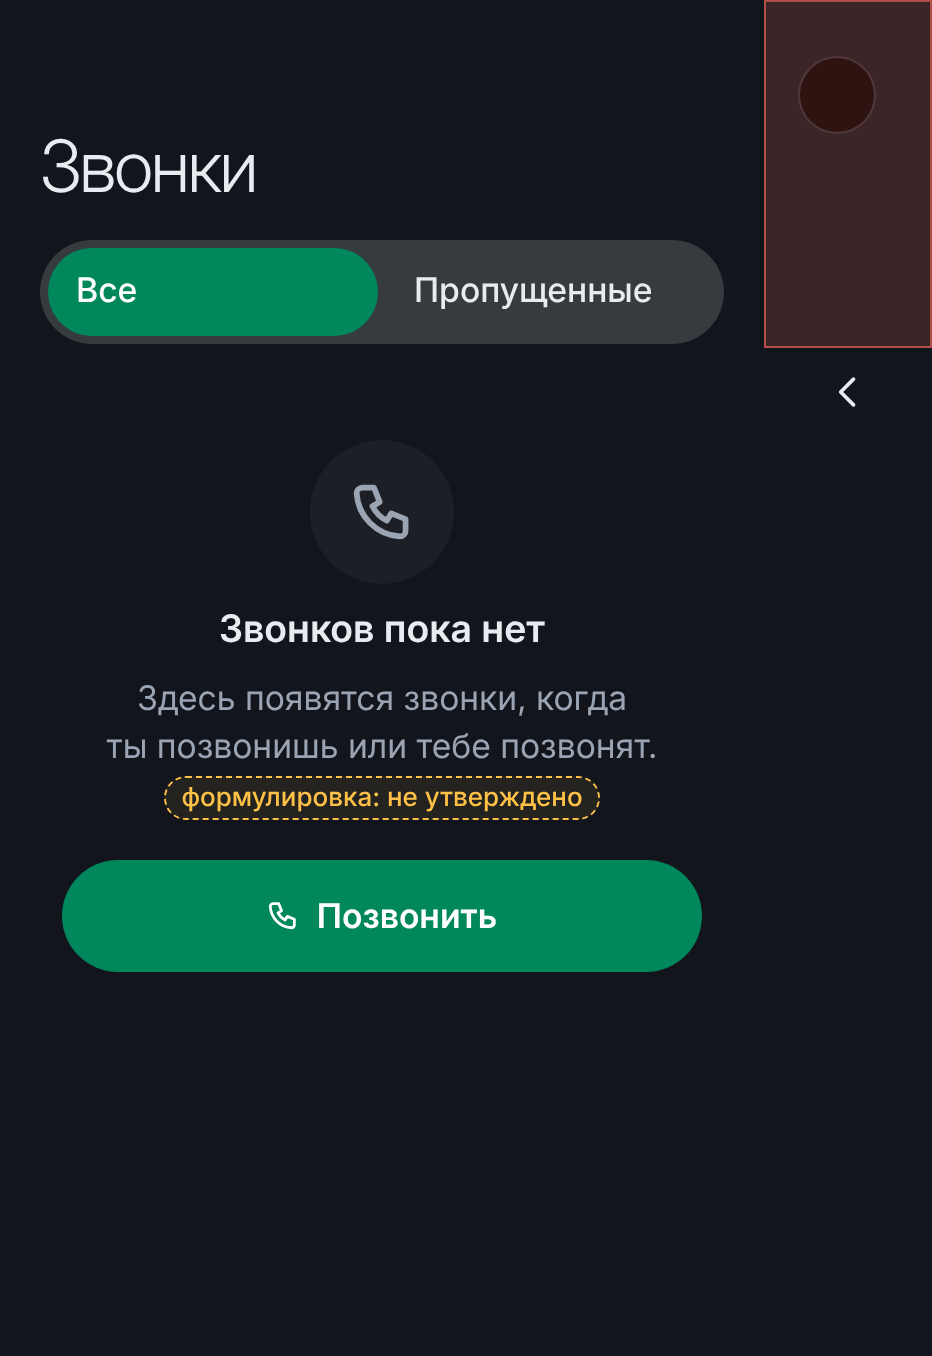 Звонки
Все
Пропущенные
Звонков пока нет
Здесь появятся звонки, когда
ты позвонишь или тебе позвонят.
формулировка: не утверждено
Позвонить